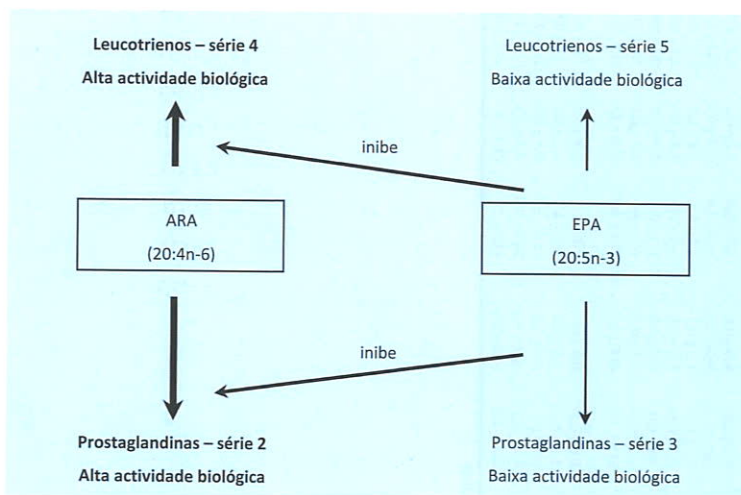 Leucotrienos – série 4
Alta actividade biológica
Leucotrienos – série 5
Baixa actividade biológica
inibe
ARA
(20:4n-6)
EPA
(20:5n-3)
inibe
Prostaglandinas – série 2
Alta actividade biológica
Prostaglandinas – série 3
Baixa actividade biológica